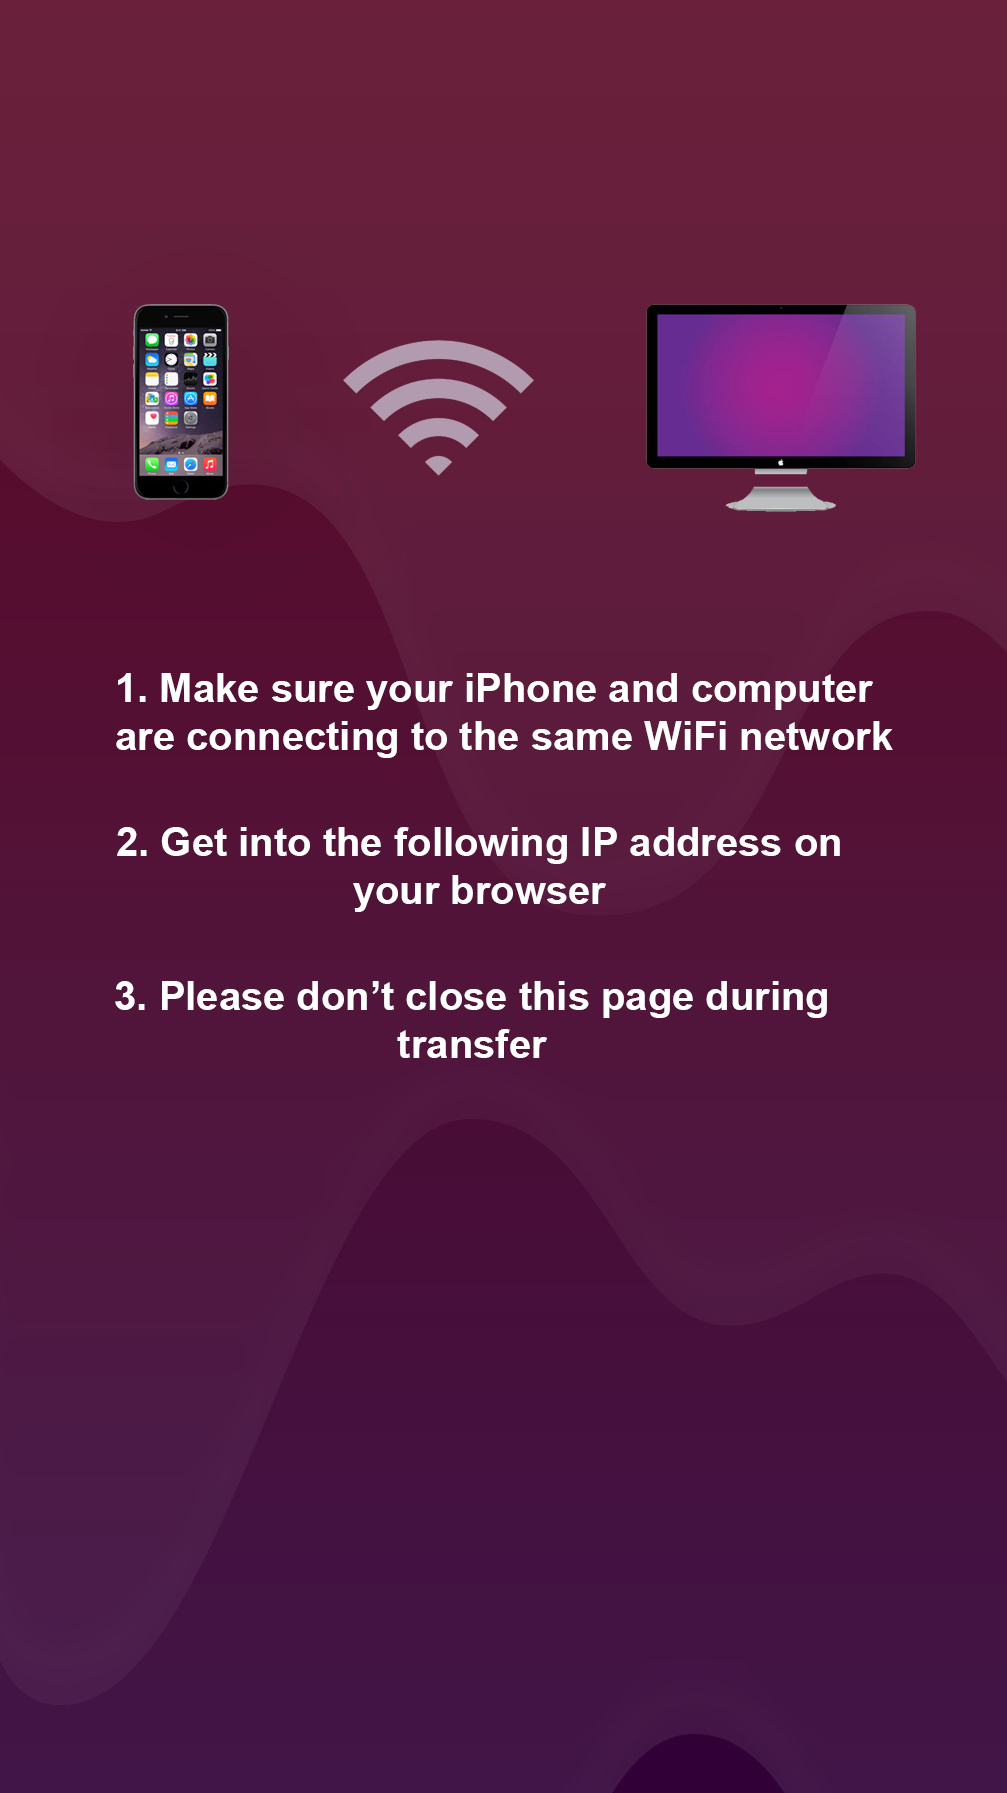 1. Make sure your iPhone and computer
are connecting to the same WiFi network
2. Get into the following IP address on
your browser
3. Please don’t close this page during
transfer